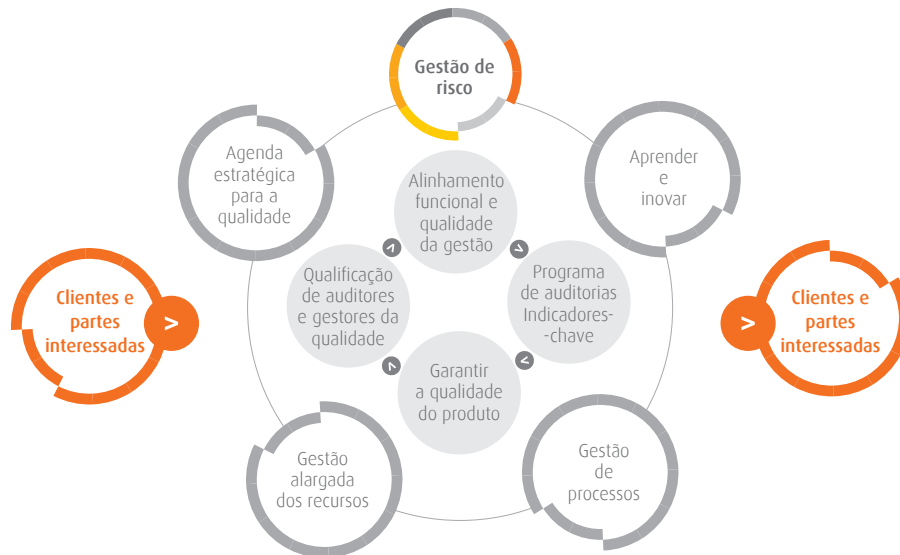 Gestão de
risco
Agenda
estratégica
para a
qualidade
Aprender
e
inovar
Alinhamento
funcional e
qualidade
da gestão
Qualificação
de auditores
e gestores da
qualidade
Programa
de auditorias
Indicadores-
-chave
Garantir
a qualidade
do produto
Clientes e
partes
interessadas
Clientes e
partes
interessadas
Gestão
alargada
dos recursos
Gestão
de
processos